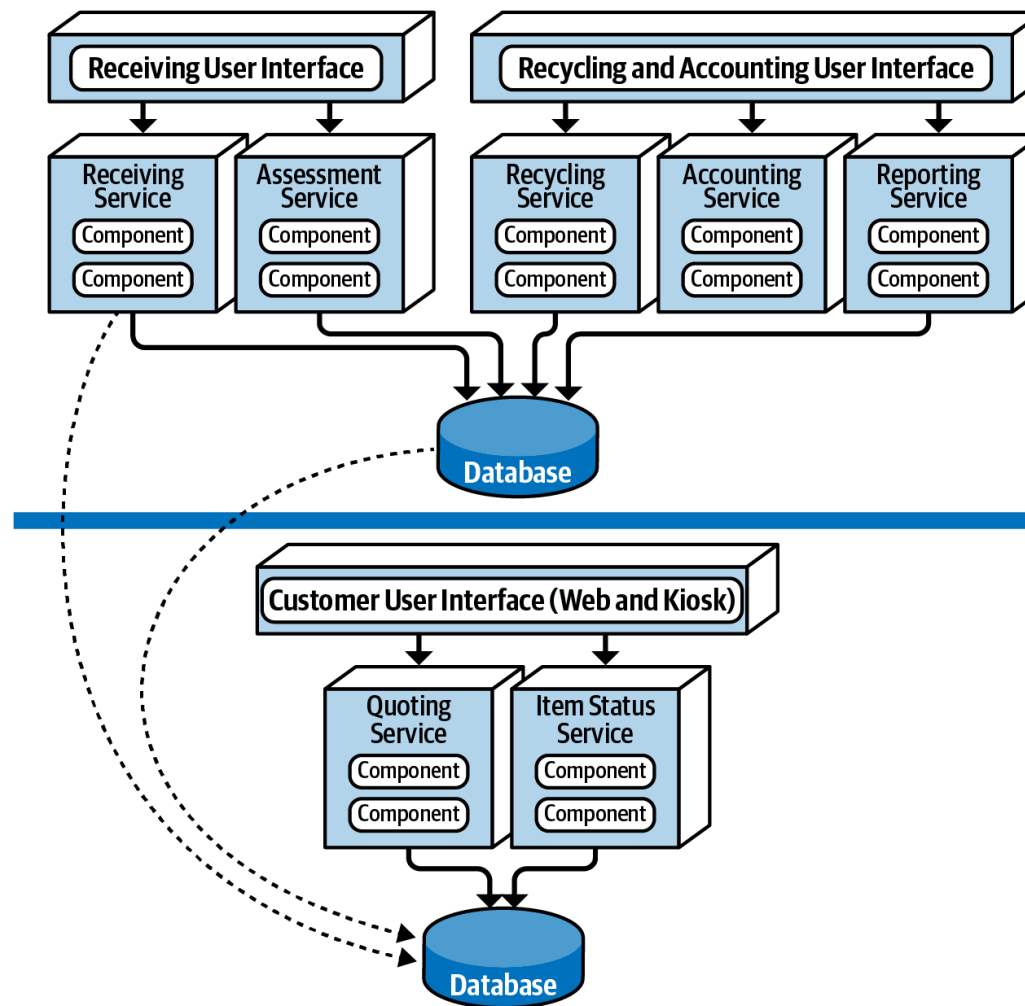 Receiving User Interface
Recycling and Accounting User Interface
Receiving
Service
Component
Component
Assessment
Service
Component
Component
Recycling
Service
Component
Component
Accounting
Service
Component
Component
Reporting
Service
Component
Component
Database
Customer User Interface (Web and Kiosk)
Quoting
Service
Component
Component
Item Status
Service
Component
Component
Database